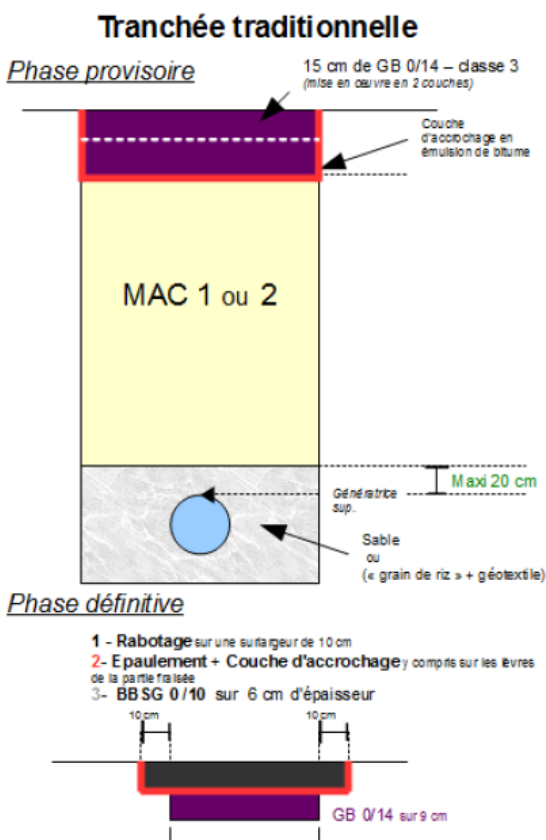 Tranchée traditionnelle
Phase provisoire
15 cm de GB 0/14 – classe 3
(mise en œuvre en 2 couches)
Couche
d'accrochage en
émulsion de bitume
MAC 1 ou 2
Maxi 20 cm
Génératrice
sup.
Sable
ou
(« grain de riz » + géotextile)
Phase définitive
1 - Rabotage sur une surlargeur de 10 cm
2- Epaulement + Couche d'accrochage y compris sur les lèvres
de la partie fraisée
3- BBSG 0/10 sur 6 cm d'épaisseur
10 cm 10 cm
GB 0/14 sur 9 cm